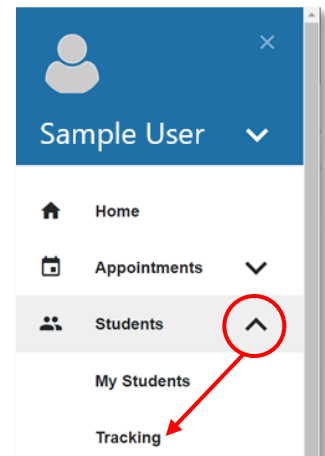 Sample User
Home
Appointments
Students
My Students
Tracking